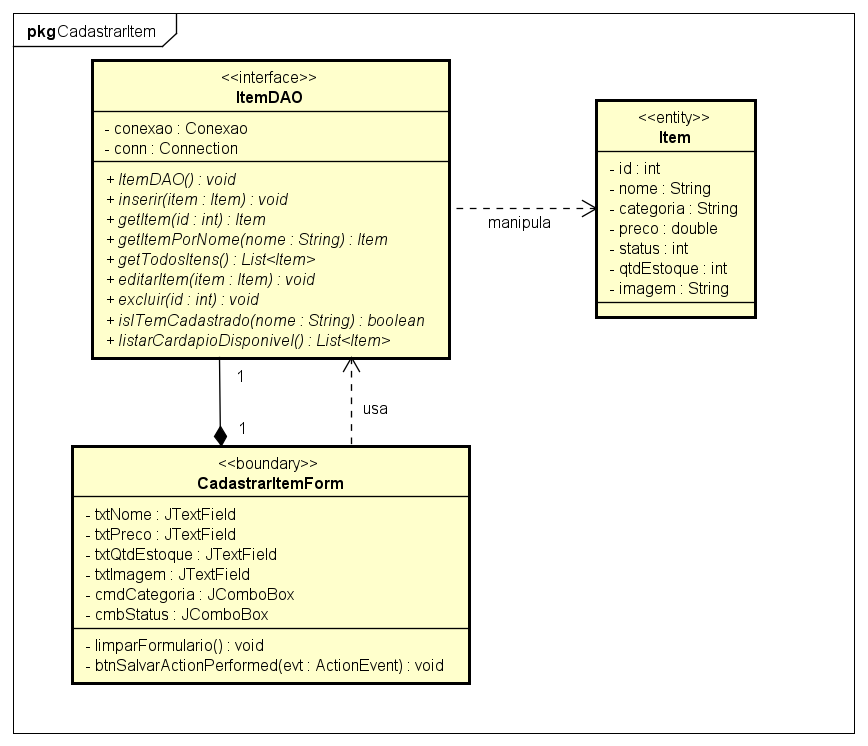 pkg CadastrarItem
<<interface>>
ItemDAO
- conexao : Conexao
- conn : Connection
+ ItemDAO() : void
+ inserir(item : Item) : void
+ getItem(id : int) : Item
+ getItemPorNome(nome : String) : Item
+ getTodosItens() : List<Item>
+ editarItem(item : Item) : void
+ excluir(id : int) : void
+ isITemCadastrado(nome : String) : boolean
+ listarCardapioDisponivel() : List<Item>
manipula
<<entity>>
Item
- id : int
- nome : String
- categoria : String
- preco : double
- status : int
- qtdEstoque : int
- imagem : String
1
usa
1
<<boundary>>
CadastrarItemForm
- txtNome : JTextField
- txtPreco : JTextField
- txtQtdEstoque : JTextField
- txtImagem : JTextField
- cmdCategoria : JComboBox
- cmbStatus : JComboBox
- limparFormulario() : void
- btnSalvarActionPerformed(evt : ActionEvent) : void